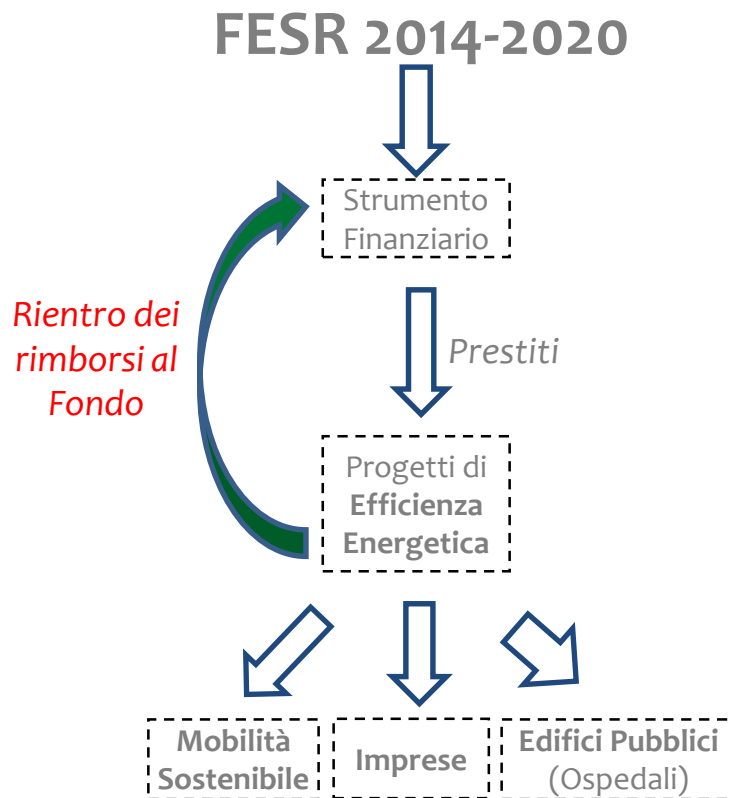 FESR 2014-2020
Strumento
Finanziario
Rientro dei
rimborsi al
Fondo
Prestiti
Progetti di
Efficienza
Energetica
Mobilità
Sostenibile
Imprese
Edifici Pubblici
(Ospedali)